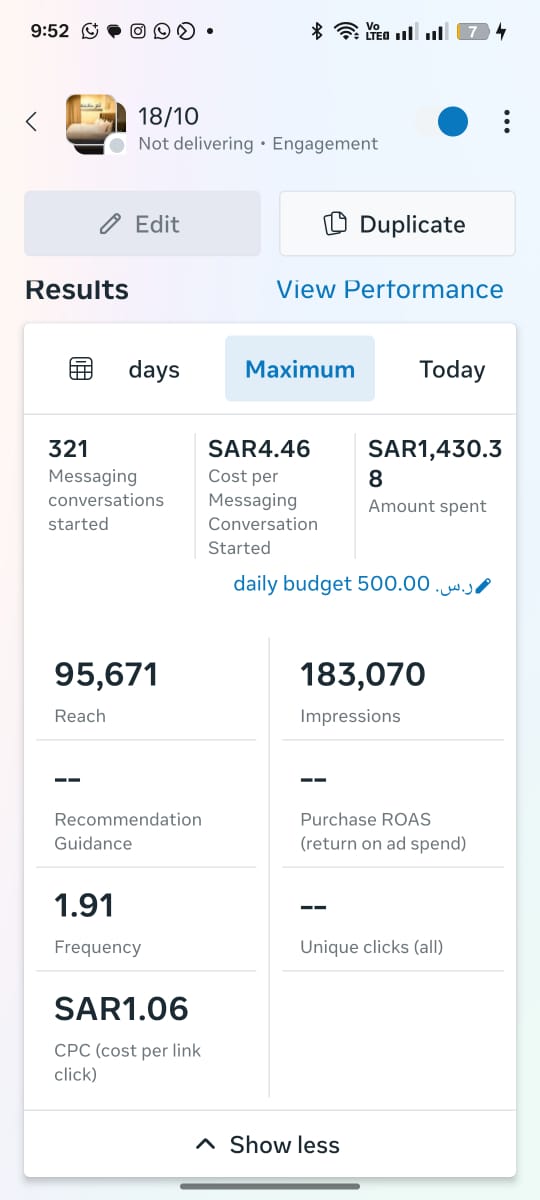 9:52
Vo
LTE
7
18/10
Not delivering • Engagement
Edit
Duplicate
Results
View Performance
days
Maximum
Today
321
Messaging
conversations
started
SAR4.46
Cost per
Messaging
Conversation
Started
SAR1,430.3
8
Amount spent
daily budget 500.00 ر.س.
95,671
Reach
183,070
Impressions
--
Recommendation
Guidance
--
Purchase ROAS
(return on ad spend)
1.91
Frequency
--
Unique clicks (all)
SAR1.06
CPC (cost per link
click)
Show less